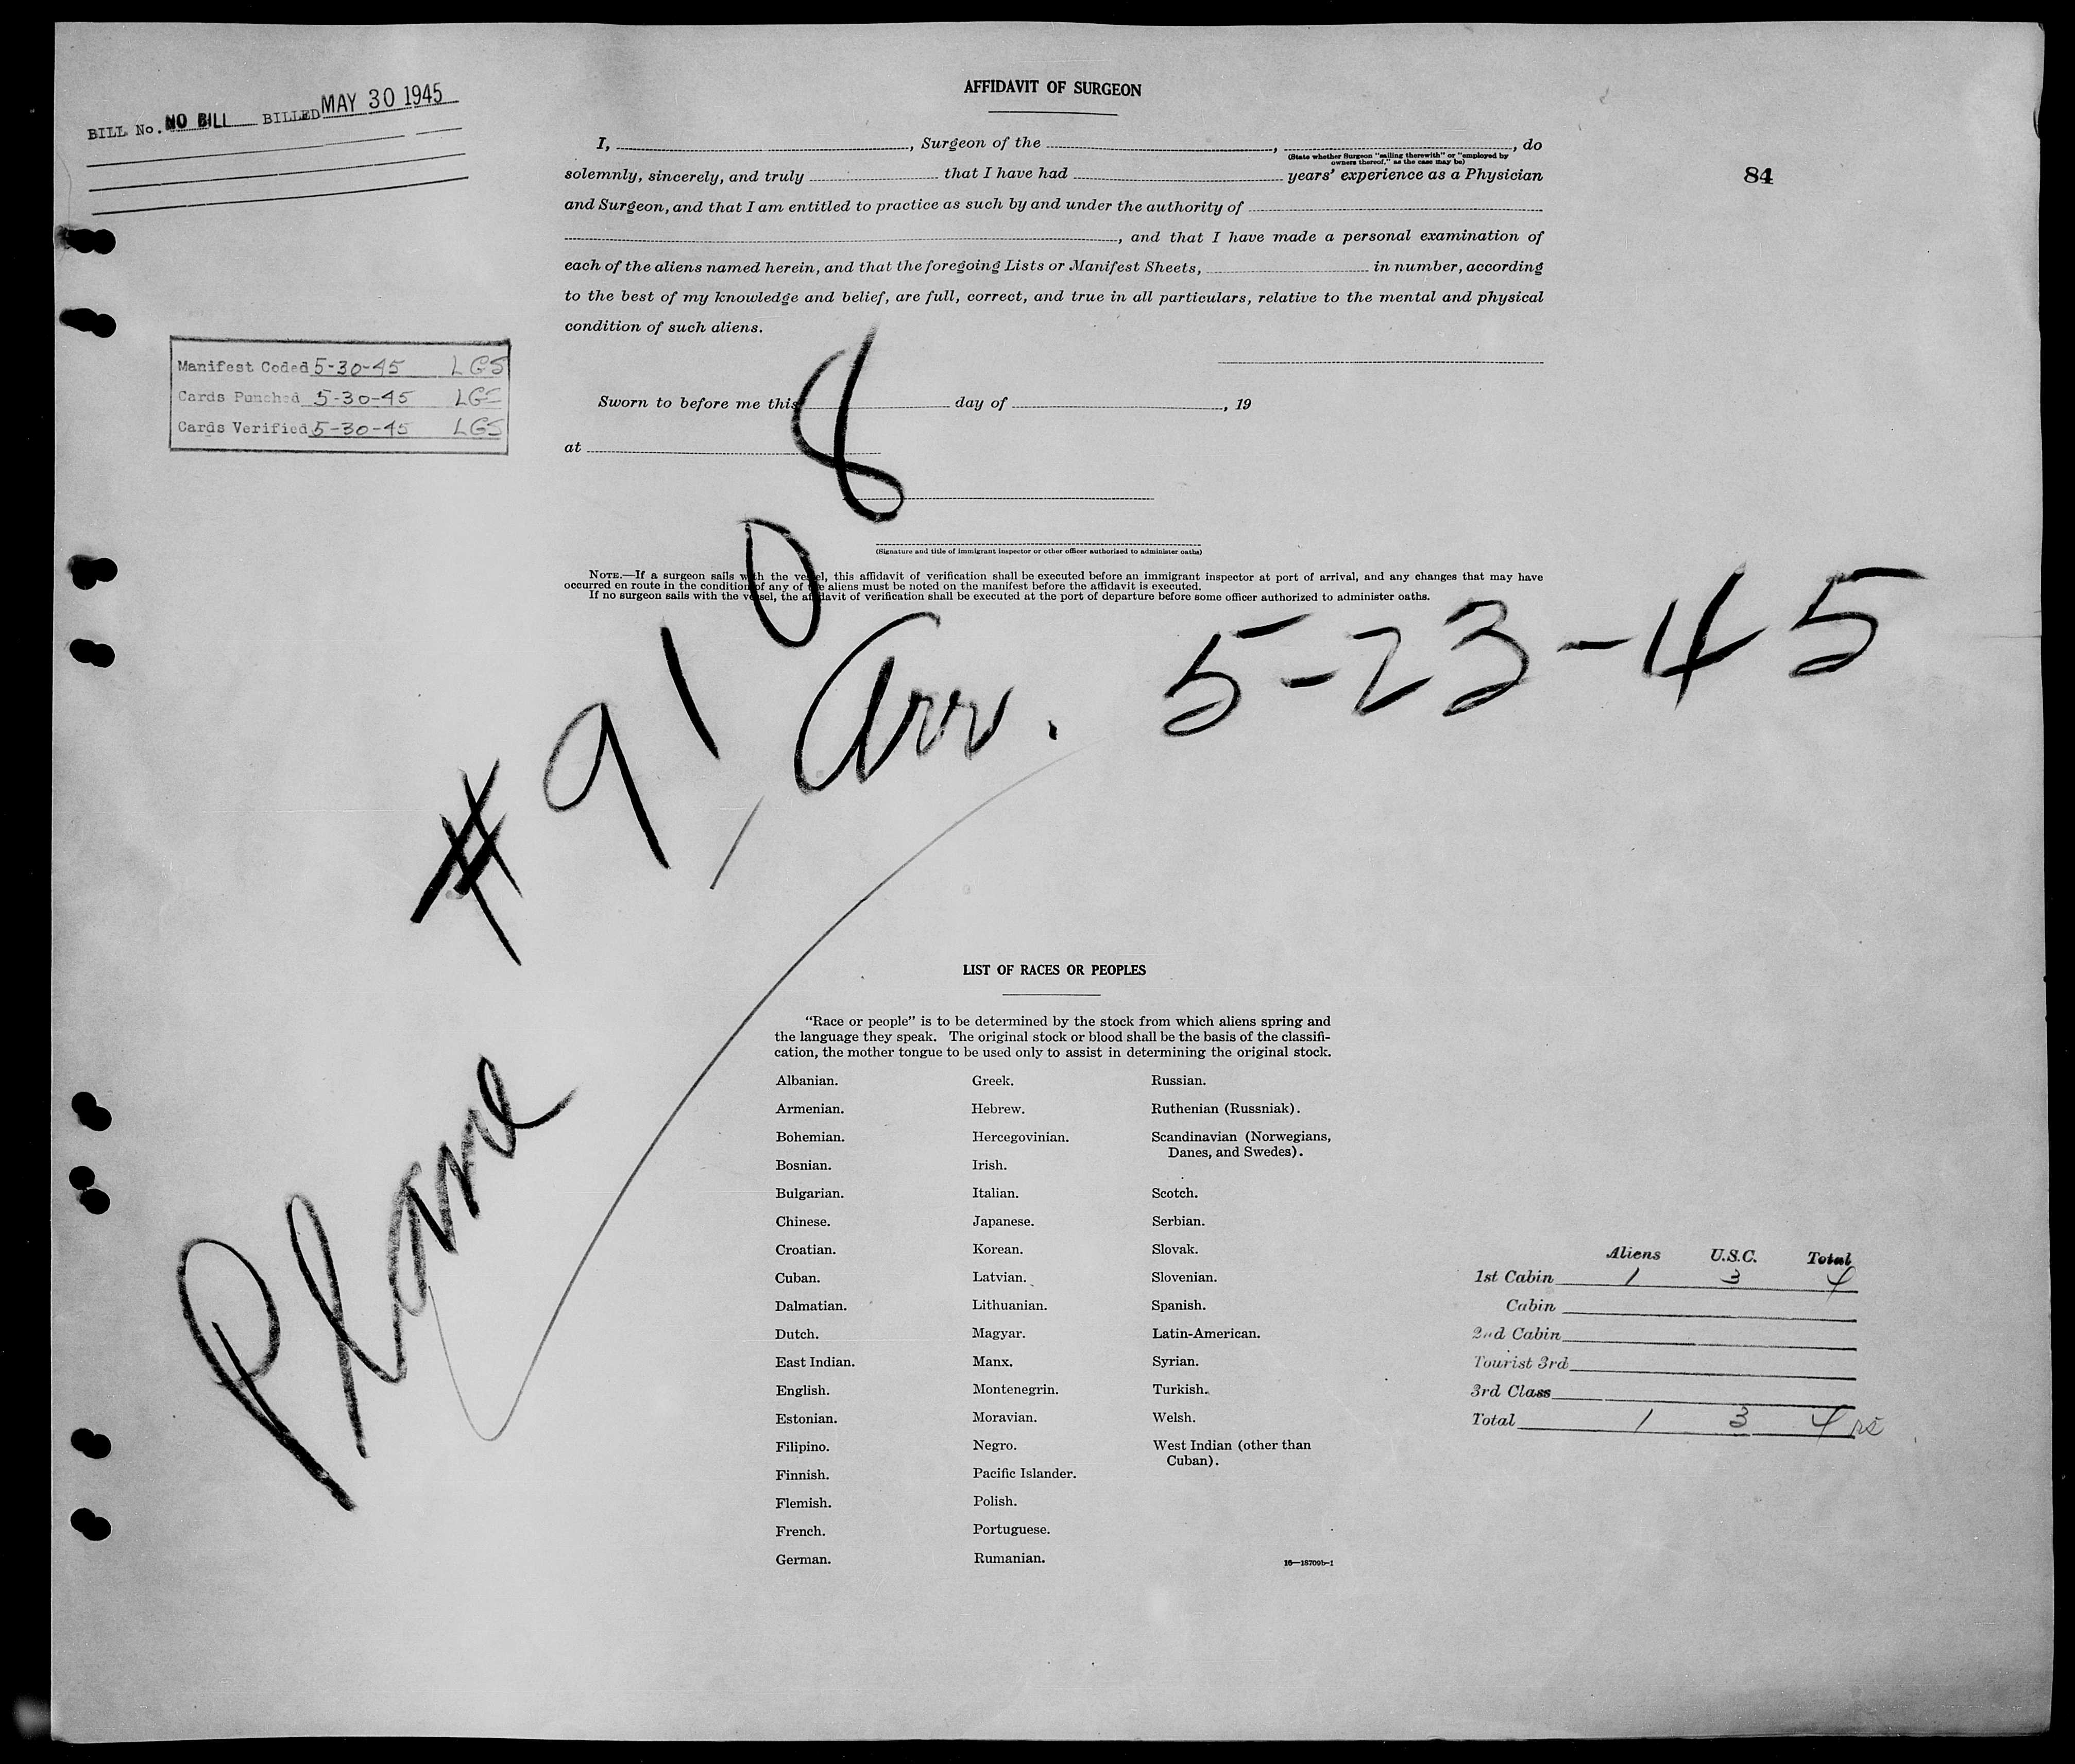 BILL No. NO BILL BILLED MAY 30 1945
AFFIDAVIT OF SURGEON
84
I, , Surgeon of the , , do
(State whether Surgeon "sailing therewith" or "employed by
owners thereof," as the case may be)
solemnly, sincerely, and truly that I have had years' experience as a Physician
and Surgeon, and that I am entitled to practice as such by and under the authority of
, and that I have made a personal examination of
each of the aliens named herein, and that the foregoing Lists or Manifest Sheets, in number, according
to the best of my knowledge and belief, are full, correct, and true in all particulars, relative to the mental and physical
condition of such aliens.
Manifest Coded 5-30-45 LGS
Cards Punched 5-30-45 LGS
Cards Verified 5-30-45 LGS
Sworn to before me this day of , 19
at
(Signature and title of immigrant inspector or other officer authorized to administer oaths)
NOTE.—If a surgeon sails with the vessel, this affidavit of verification shall be executed before an immigrant inspector at port of arrival, and any changes that may have
occurred en route in the condition of any of the aliens must be noted on the manifest before the affidavit is executed.
If no surgeon sails with the vessel, the affidavit of verification shall be executed at the port of departure before some officer authorized to administer oaths.
Plane #9108
, Arr. 5-23-45
LIST OF RACES OR PEOPLES
"Race or people" is to be determined by the stock from which aliens spring and
the language they speak. The original stock or blood shall be the basis of the classifi-
cation, the mother tongue to be used only to assist in determining the original stock.
Albanian.
Armenian.
Bohemian.
Bosnian.
Bulgarian.
Chinese.
Croatian.
Cuban.
Dalmatian.
Dutch.
East Indian.
English.
Estonian.
Filipino.
Finnish.
Flemish.
French.
German.
Greek.
Hebrew.
Hercegovinian.
Irish.
Italian.
Japanese.
Korean.
Latvian.
Lithuanian.
Magyar.
Manx.
Montenegrin.
Moravian.
Negro.
Pacific Islander.
Polish.
Portuguese.
Rumanian.
Russian.
Ruthenian (Russniak).
Scandinavian (Norwegians,
Danes, and Swedes).
Scotch.
Serbian.
Slovak.
Slovenian.
Spanish.
Latin-American.
Syrian.
Turkish.
Welsh.
West Indian (other than
Cuban).
16—18709b-1
Aliens U.S.C. Total
1st Cabin 1 3 4
Cabin
2nd Cabin
Tourist 3rd
3rd Class
Total 1 3 4